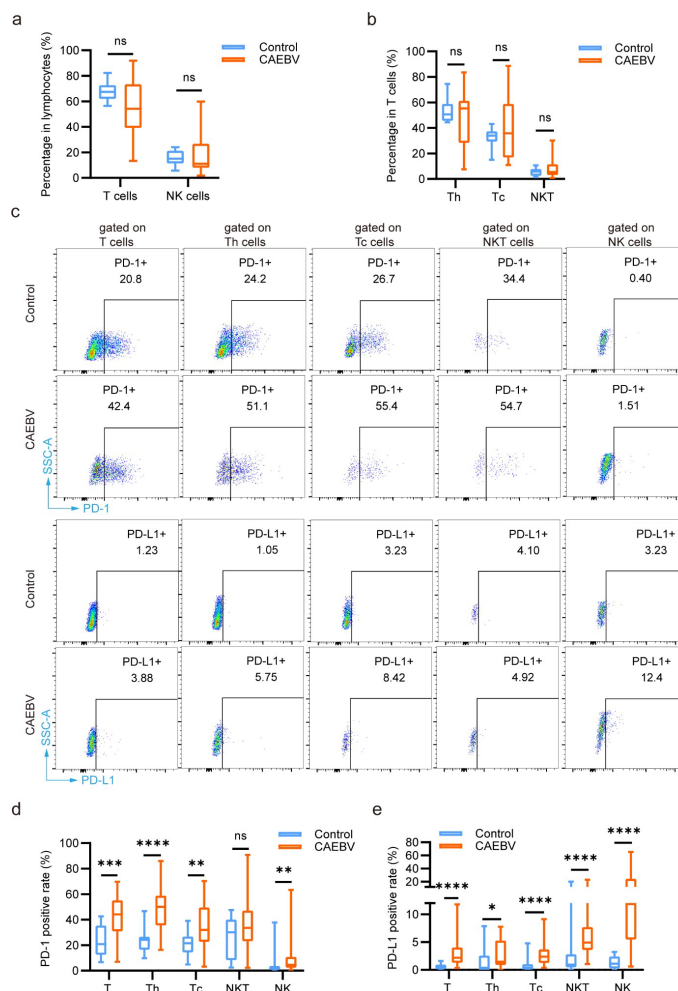 a
Percentage in lymphocytes (%)
100
80
60
40
20
0
ns
ns
Control
CAEBV
T cells
NK cells
b
Percentage in T cells (%)
100
80
60
40
20
0
ns
ns
ns
Control
CAEBV
Th
Tc
NKT
c
gated on
T cells
gated on
Th cells
gated on
Tc cells
gated on
NKT cells
gated on
NK cells
Control
PD-1+
20.8
PD-1+
24.2
PD-1+
26.7
PD-1+
34.4
PD-1+
0.40
CAEBV
PD-1+
42.4
PD-1+
51.1
PD-1+
55.4
PD-1+
54.7
PD-1+
1.51
SSC-A
PD-1
Control
PD-L1+
1.23
PD-L1+
1.05
PD-L1+
3.23
PD-L1+
4.10
PD-L1+
3.23
CAEBV
PD-L1+
3.88
PD-L1+
5.75
PD-L1+
8.42
PD-L1+
4.92
PD-L1+
12.4
SSC-A
PD-L1
d
PD-1 positive rate (%)
100
80
60
40
20
0
***
****
**
ns
**
Control
CAEBV
T
Th
Tc
NKT
NK
e
PD-L1 positive rate (%)
80
60
40
20
10
5
0
****
*
****
****
****
Control
CAEBV
T
Th
Tc
NKT
NK